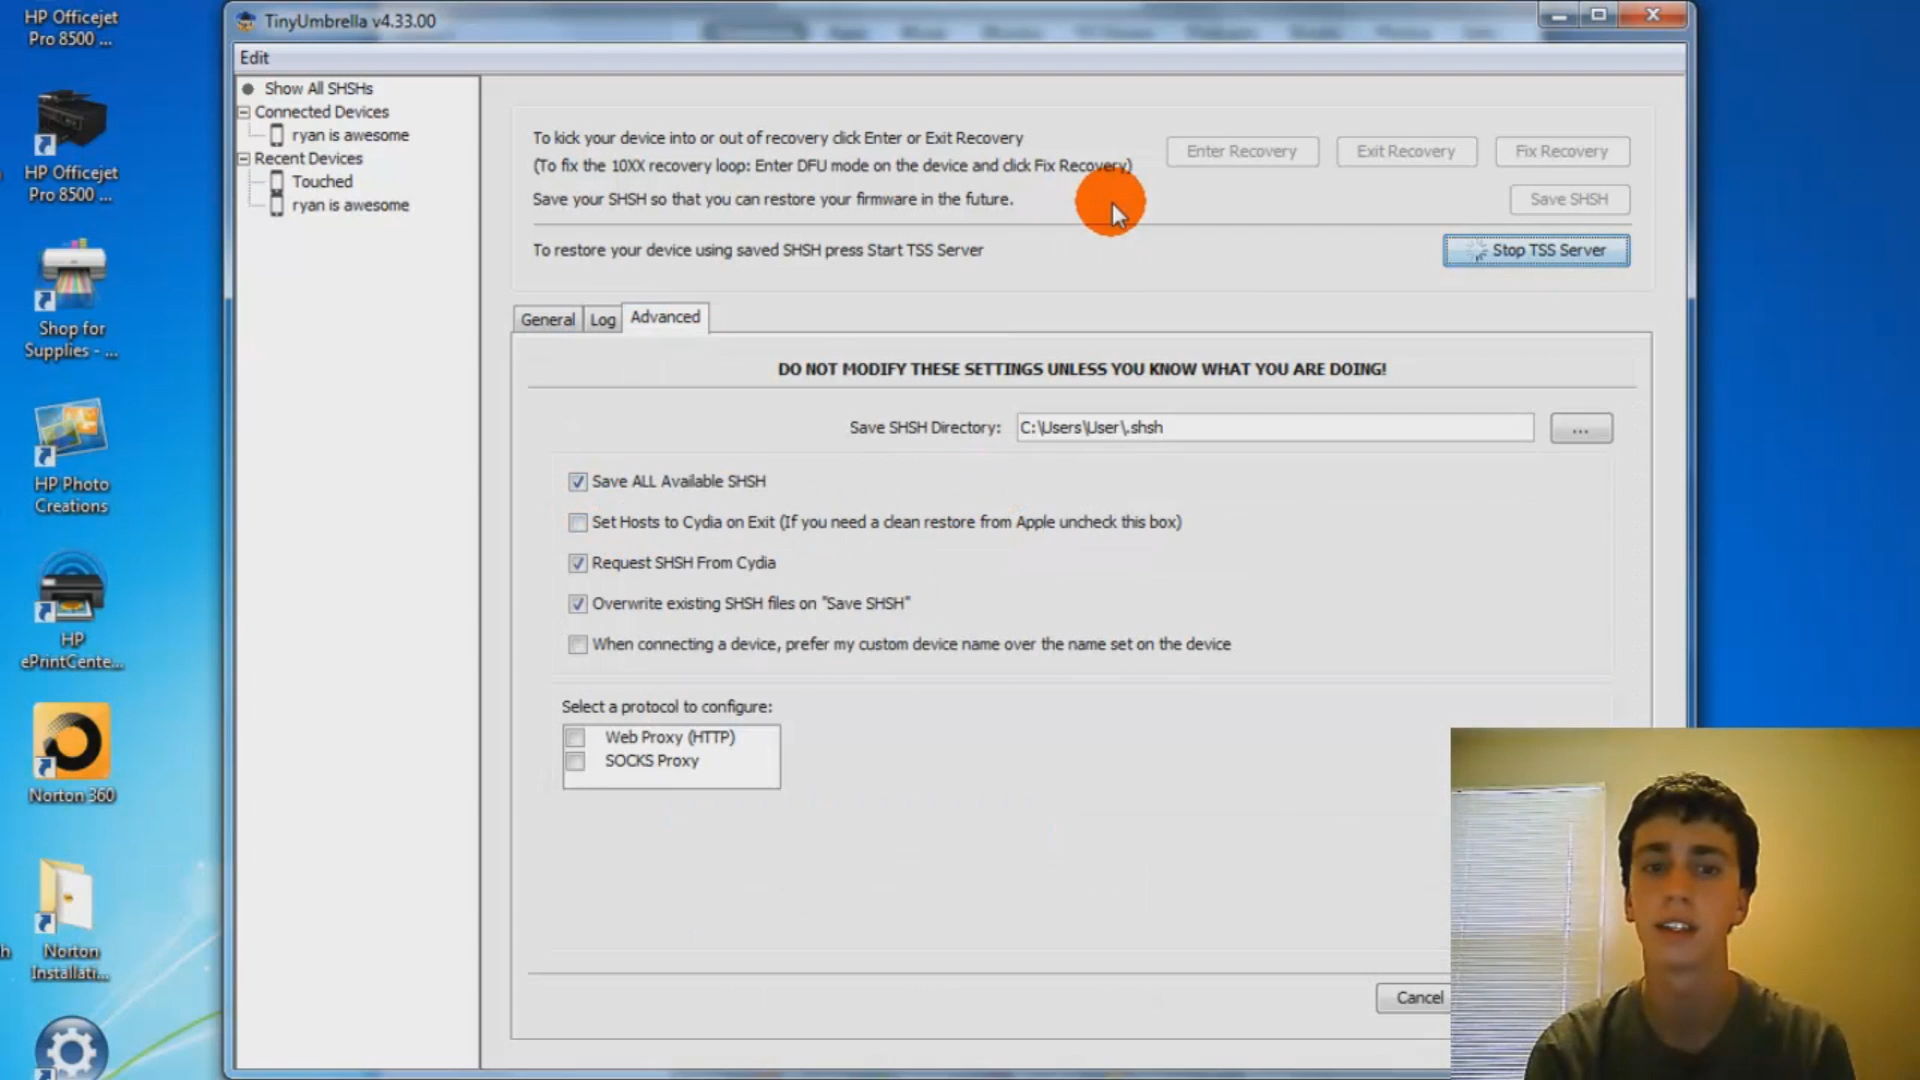 HP Officejet
Pro 8500 ...
HP Officejet
Pro 8500 ...
Shop for
Supplies - ...
HP Photo
Creations
HP
ePrintCente...
Norton 360
Norton
Installati...
TinyUmbrella v4.33.00
Edit
Show All SHSHs
Connected Devices
ryan is awesome
Recent Devices
Touched
ryan is awesome
To kick your device into or out of recovery click Enter or Exit Recovery
(To fix the 10XX recovery loop: Enter DFU mode on the device and click Fix Recovery)
Enter Recovery
Exit Recovery
Fix Recovery
Save your SHSH so that you can restore your firmware in the future.
Save SHSH
To restore your device using saved SHSH press Start TSS Server
Stop TSS Server
General
Log
Advanced
DO NOT MODIFY THESE SETTINGS UNLESS YOU KNOW WHAT YOU ARE DOING!
Save SHSH Directory:
C:\Users\User\.shsh
...
Save ALL Available SHSH
Set Hosts to Cydia on Exit (If you need a clean restore from Apple uncheck this box)
Request SHSH From Cydia
Overwrite existing SHSH files on "Save SHSH"
When connecting a device, prefer my custom device name over the name set on the device
Select a protocol to configure:
Web Proxy (HTTP)
SOCKS Proxy
Cancel